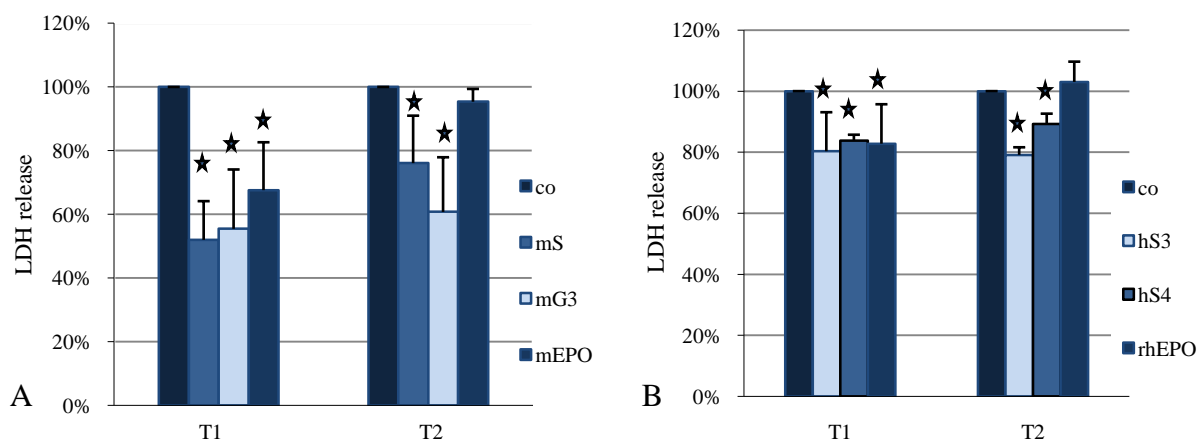 120%
100%
80%
60%
40%
20%
0%
LDH release
T1
T2
co
mS
mG3
mEPO
A
120%
100%
80%
60%
40%
20%
0%
LDH release
T1
T2
co
hS3
hS4
rhEPO
B